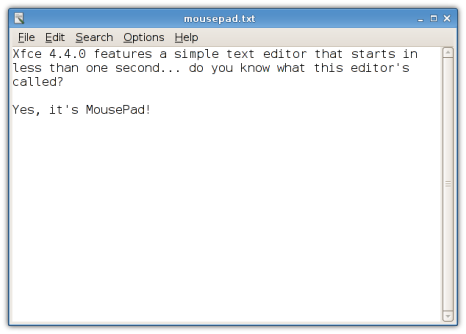 mousepad.txt
File Edit Search Options Help
Xfce 4.4.0 features a simple text editor that starts in
less than one second... do you know what this editor's
called?
Yes, it's MousePad!